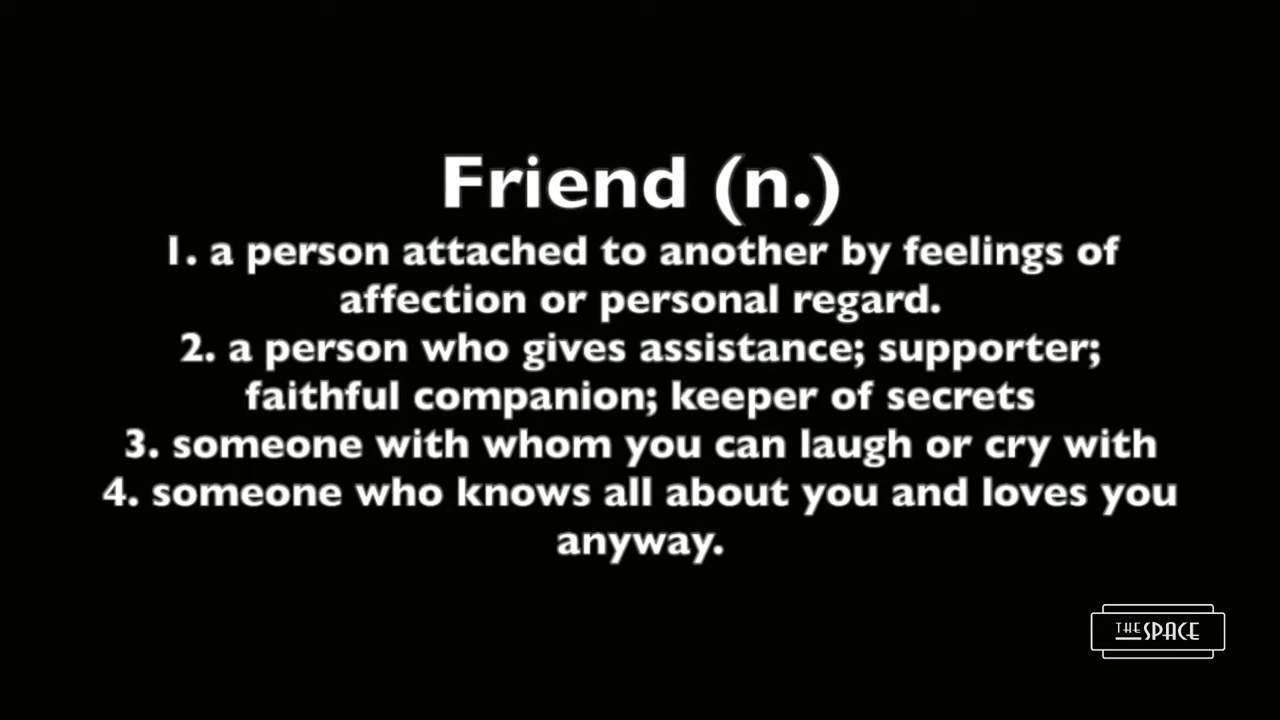 Friend (n.)
1. a person attached to another by feelings of
affection or personal regard.
2. a person who gives assistance; supporter;
faithful companion; keeper of secrets
3. someone with whom you can laugh or cry with
4. someone who knows all about you and loves you
anyway.
THE SPACE